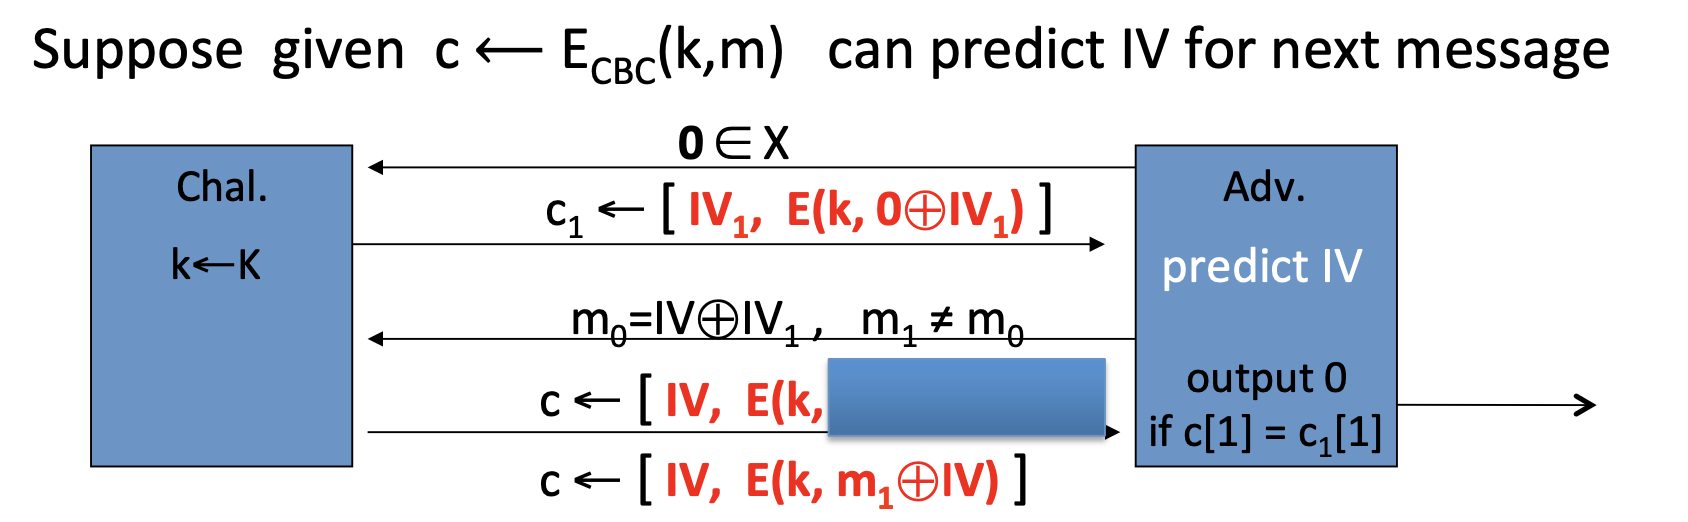 Suppose given c ⟵ E_CBC(k,m) can predict IV for next message
0 ∈ X
Chal.
Adv.
c₁ ← [ IV₁, E(k, 0⊕IV₁) ]
k←K
predict IV
m₀=IV⊕IV₁ , m₁ ≠ m₀
output 0
c ← [ IV, E(k,
if c[1] = c₁[1]
c ← [ IV, E(k, m₁⊕IV) ]